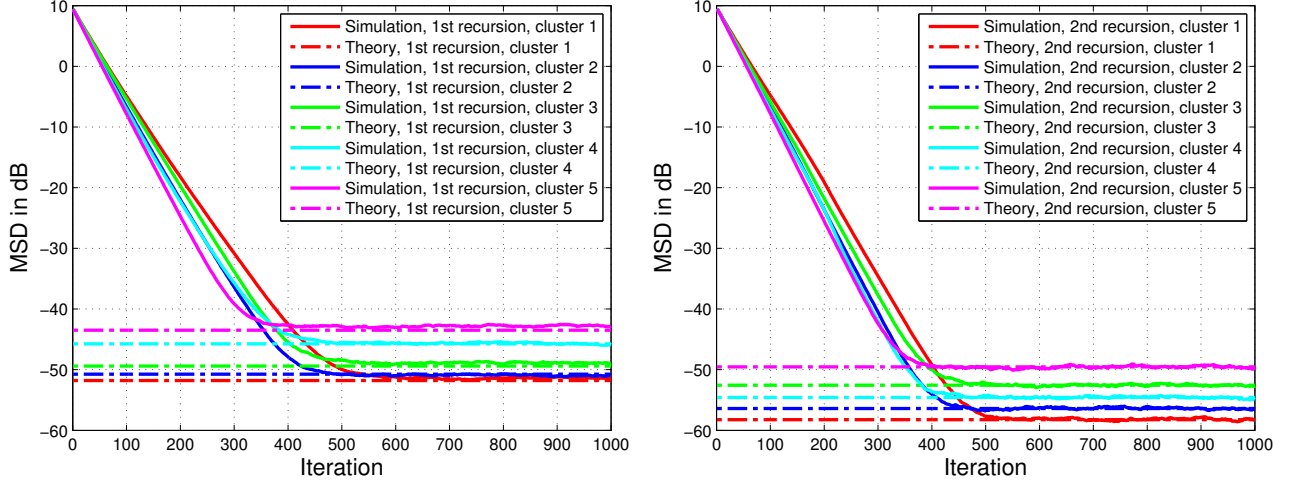 10
0
−10
−20
−30
−40
−50
−60
0 100 200 300 400 500 600 700 800 900 1000
MSD in dB
Iteration
Simulation, 1st recursion, cluster 1
Theory, 1st recursion, cluster 1
Simulation, 1st recursion, cluster 2
Theory, 1st recursion, cluster 2
Simulation, 1st recursion, cluster 3
Theory, 1st recursion, cluster 3
Simulation, 1st recursion, cluster 4
Theory, 1st recursion, cluster 4
Simulation, 1st recursion, cluster 5
Theory, 1st recursion, cluster 5
10
0
−10
−20
−30
−40
−50
−60
0 100 200 300 400 500 600 700 800 900 1000
MSD in dB
Iteration
Simulation, 2nd recursion, cluster 1
Theory, 2nd recursion, cluster 1
Simulation, 2nd recursion, cluster 2
Theory, 2nd recursion, cluster 2
Simulation, 2nd recursion, cluster 3
Theory, 2nd recursion, cluster 3
Simulation, 2nd recursion, cluster 4
Theory, 2nd recursion, cluster 4
Simulation, 2nd recursion, cluster 5
Theory, 2nd recursion, cluster 5